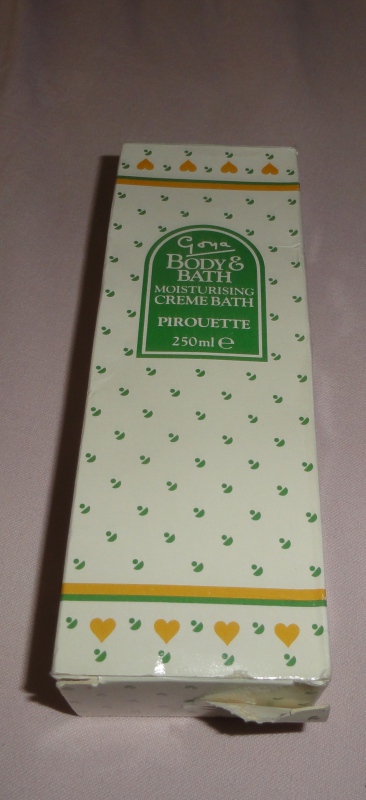 Goya
BODY &
BATH
MOISTURISING
CREME BATH
PIROUETTE
250ml e